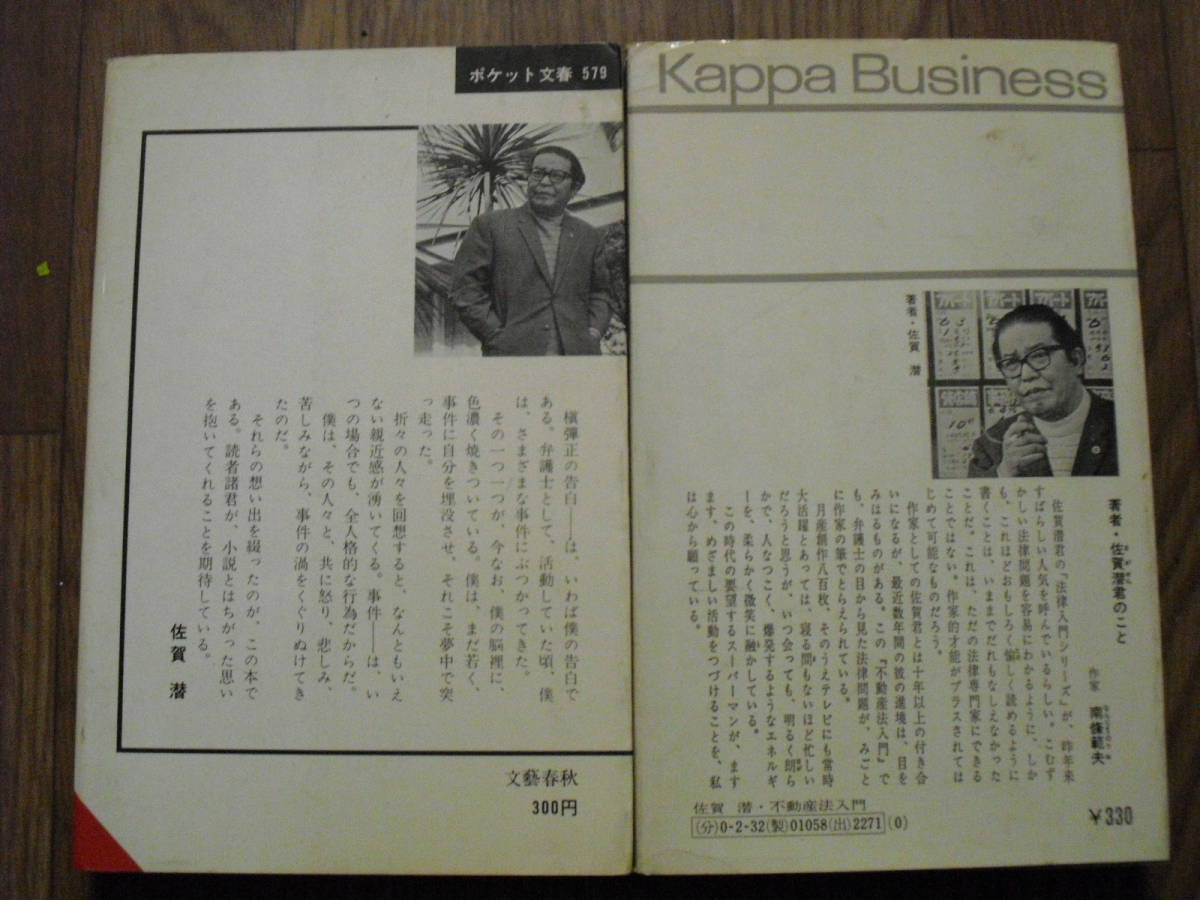 ポケット文春 579
槇彈正の告白――は、いわば僕の告白で
ある。弁護士として、活動していた頃、僕
は、さまざまな事件にぶつかってきた。
その一つ一つが、今なお、僕の脳裡に、
色濃く焼きついている。僕は、まだ若く、
事件に自分を埋没させ、それこそ夢中で突
っ走った。
折々の人々を回想すると、なんともいえ
ない親近感が湧いてくる。事件――は、い
つの場合でも、全人格的な行為だからだ。
僕は、その人々と、共に怒り、悲しみ、
苦しみながら、事件の渦をくぐりぬけてき
たのだ。
それらの想い出を綴ったのが、この本で
ある。読者諸君が、小説とはちがった思い
を抱いてくれることを期待している。
佐賀 潜
文藝春秋
300円
Kappa Business
著者・佐賀 潜
アパート
アパート
アパート
著者・佐賀潜君のこと
作家 南條範夫
佐賀潜君の『法律入門シリーズ』が、昨年来
すばらしい人気を呼んでいるらしい。こむず
かしい法律問題を容易にわかるように、しか
も、これほどおもしろく愉しく読めるように
書くことは、いままでだれもなしえなかった
ことだ。これは、ただの法律専門家にできる
ことではない。作家的才能がプラスされては
じめて可能なものだろう。
作家としての佐賀君とは十年以上の付き合
いになるが、最近数年間の彼の進境は、目を
みはるものがある。この『不動産法入門』で
も、弁護士の目から見た法律問題が、みごと
に作家の筆でとらえられている。
月産創作八百枚、そのうえテレビにも常時
大活躍とあっては、寝る間もないほど忙しい
だろうと思うが、いつ会っても、明るく朗ら
かで、人なつこく、爆発するようなエネルギ
ーを、柔らかく微笑に融かしている。
この時代の要望するスーパーマンが、ます
ます、めざましい活動をつづけることを、私
は心から願っている。
佐賀 潜・不動産法入門
(分)0-2-32(製)01058(出)2271(0)
¥330